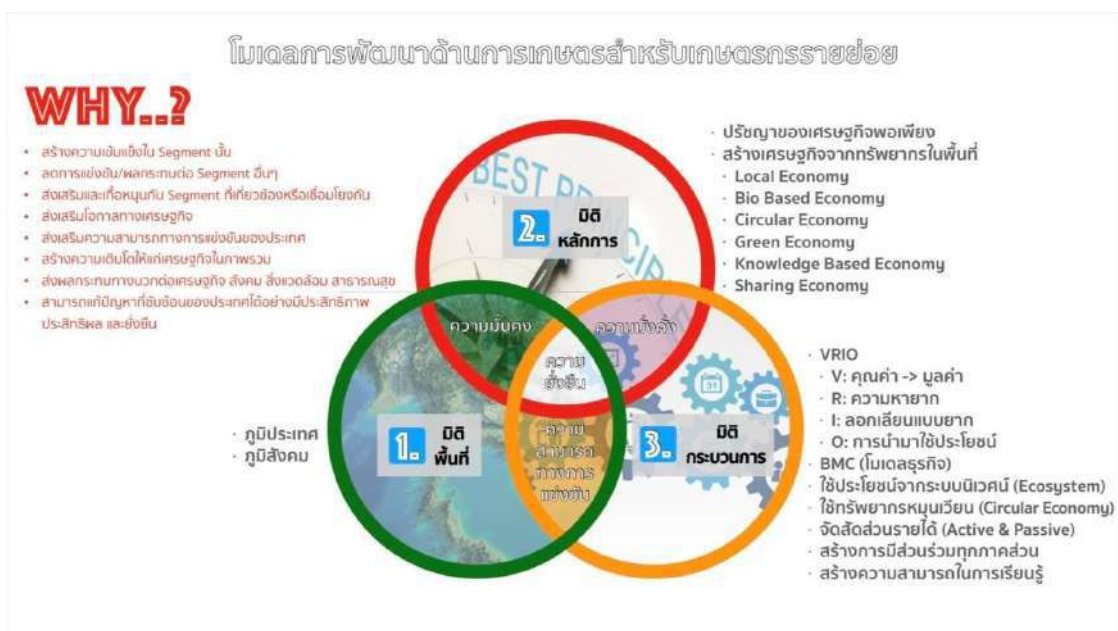 โมเดลการพัฒนาด้านการเกษตรสำหรับเกษตรกรรายย่อย
WHY..?
• สร้างความเข้มแข็งใน Segment นั้น
• ลดการแข่งขัน/ผลกระทบต่อ Segment อื่นๆ
• ส่งเสริมและเกื้อหนุนกับ Segment ที่เกี่ยวข้องหรือเชื่อมโยงกัน
• ส่งเสริมโอกาสทางเศรษฐกิจ
• ส่งเสริมความสามารถทางการแข่งขันของประเทศ
• สร้างความเติบโตให้แก่เศรษฐกิจในภาพรวม
• ส่งผลกระทบทางบวกต่อเศรษฐกิจ สังคม สิ่งแวดล้อม สาธารณสุข
• สามารถแก้ปัญหาที่ซับซ้อนของประเทศได้อย่างมีประสิทธิภาพ
ประสิทธิผล และยั่งยืน
BEST PRINCIP
2. มิติ
หลักการ
· ปรัชญาของเศรษฐกิจพอเพียง
· สร้างเศรษฐกิจจากทรัพยากรในพื้นที่
· Local Economy
· Bio Based Economy
· Circular Economy
· Green Economy
· Knowledge Based Economy
· Sharing Economy
ความมั่นคง
ความมั่งคั่ง
ความ
ยั่งยืน
· ภูมิประเทศ
· ภูมิสังคม
1. มิติ
พื้นที่
ความ
สามารถ
ทางการ
แข่งขัน
31
3. มิติ
กระบวนการ
· VRIO
· V: คุณค่า -> มูลค่า
· R: ความหายาก
· I: ลอกเลียนแบบยาก
· O: การนำมาใช้ประโยชน์
· BMC (โมเดลธุรกิจ)
· ใช้ประโยชน์จากระบบนิเวศน์ (Ecosystem)
· ใช้ทรัพยากรหมุนเวียน (Circular Economy)
· จัดสัดส่วนรายได้ (Active & Passive)
· สร้างการมีส่วนร่วมทุกภาคส่วน
· สร้างความสามารถในการเรียนรู้